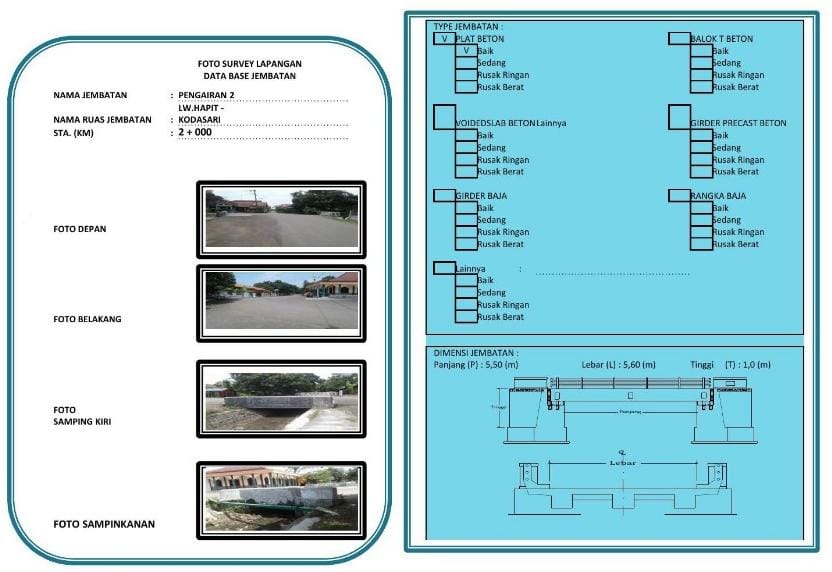 FOTO SURVEY LAPANGAN
DATA BASE JEMBATAN
NAMA JEMBATAN : PENGAIRAN 2
LW.HAPIT -
NAMA RUAS JEMBATAN : KODASARI
STA. (KM) : 2 + 000
FOTO DEPAN
FOTO BELAKANG
FOTO
SAMPING KIRI
FOTO SAMPINKANAN
TYPE JEMBATAN :
V PLAT BETON
V Baik
Sedang
Rusak Ringan
Rusak Berat
BALOK T BETON
Baik
Sedang
Rusak Ringan
Rusak Berat
VOIDEDSLAB BETON Lainnya
Baik
Sedang
Rusak Ringan
Rusak Berat
GIRDER PRECAST BETON
Baik
Sedang
Rusak Ringan
Rusak Berat
GIRDER BAJA
Baik
Sedang
Rusak Ringan
Rusak Berat
RANGKA BAJA
Baik
Sedang
Rusak Ringan
Rusak Berat
Lainnya :
Baik
Sedang
Rusak Ringan
Rusak Berat
DIMENSI JEMBATAN :
Panjang (P) : 5,50 (m) Lebar (L) : 5,60 (m) Tinggi (T) : 1,0 (m)
Tinggi
Panjang
Lebar